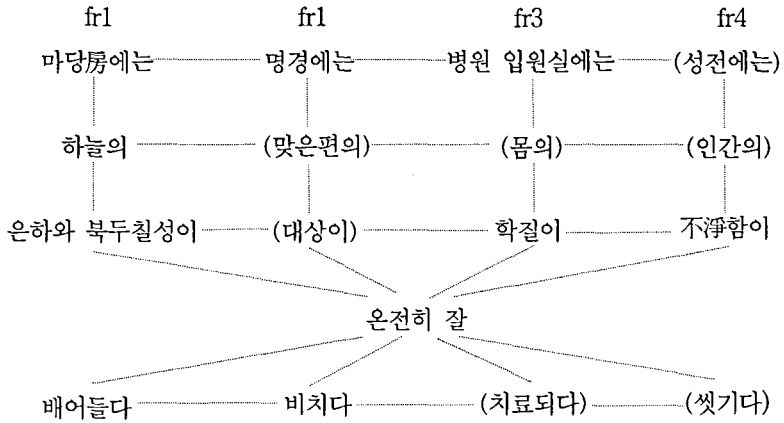 fr1 fr1 fr3 fr4
마당房에는 명경에는 병원 입원실에는 (성전에는)
하늘의 (맞은편의) (몸의) (인간의)
은하와 북두칠성이 (대상이) 학질이 不淨함이
온전히 잘
배어들다 비치다 (치료되다) (씻기다)